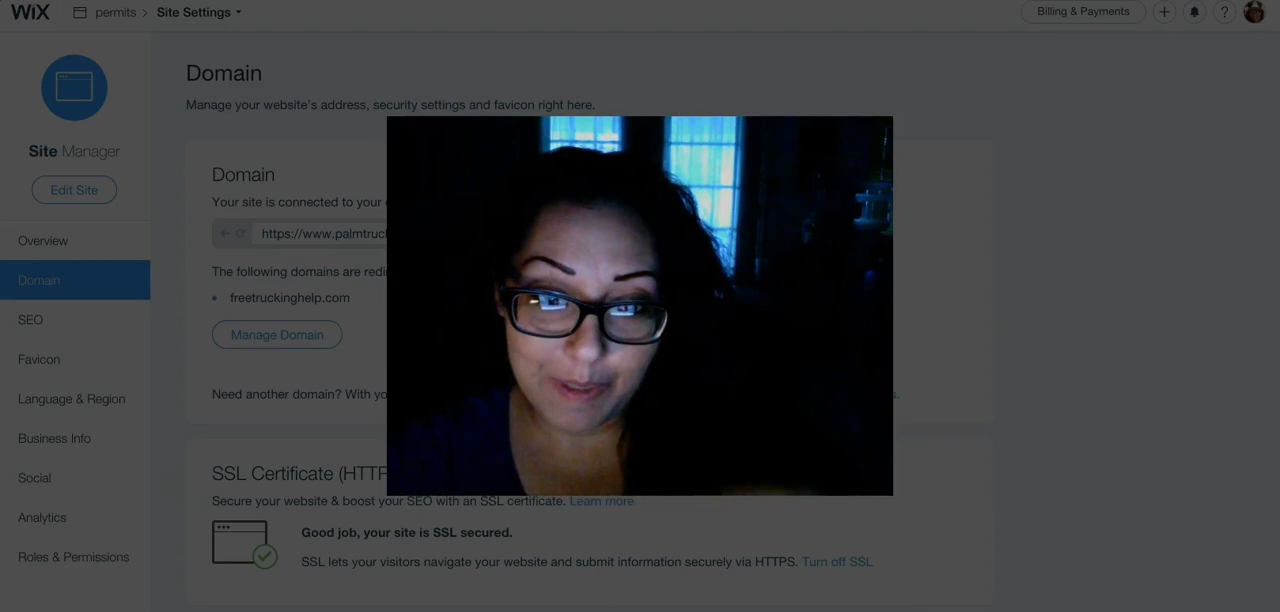 WiX permits > Site Settings Billing & Payments + ?
Domain
Manage your website's address, security settings and favicon right here.
Site Manager
Edit Site
Overview
Domain
SEO
Favicon
Language & Region
Business Info
Social
Analytics
Roles & Permissions
Domain
Your site is connected to your
https://www.palmtruc
The following domains are redi
• freetruckinghelp.com
Manage Domain
Need another domain? With yo
SSL Certificate (HTTP
Secure your website & boost your SEO with an SSL certificate. Learn more
Good job, your site is SSL secured.
SSL lets your visitors navigate your website and submit information securely via HTTPS. Turn off SSL